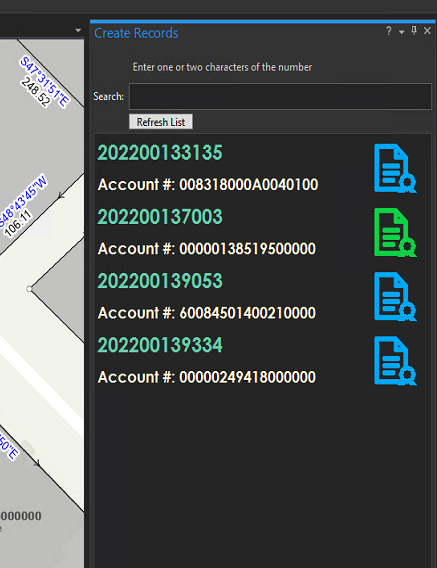 Create Records
?
Enter one or two characters of the number
Search:
Refresh List
202200133135
Account #: 008318000A0040100
202200137003
Account #: 00000138519500000
202200139053
Account #: 60084501400210000
202200139334
Account #: 00000249418000000
S47°31'51"E
248.52
S48°43'45"W
106.11
50"E
000000
e